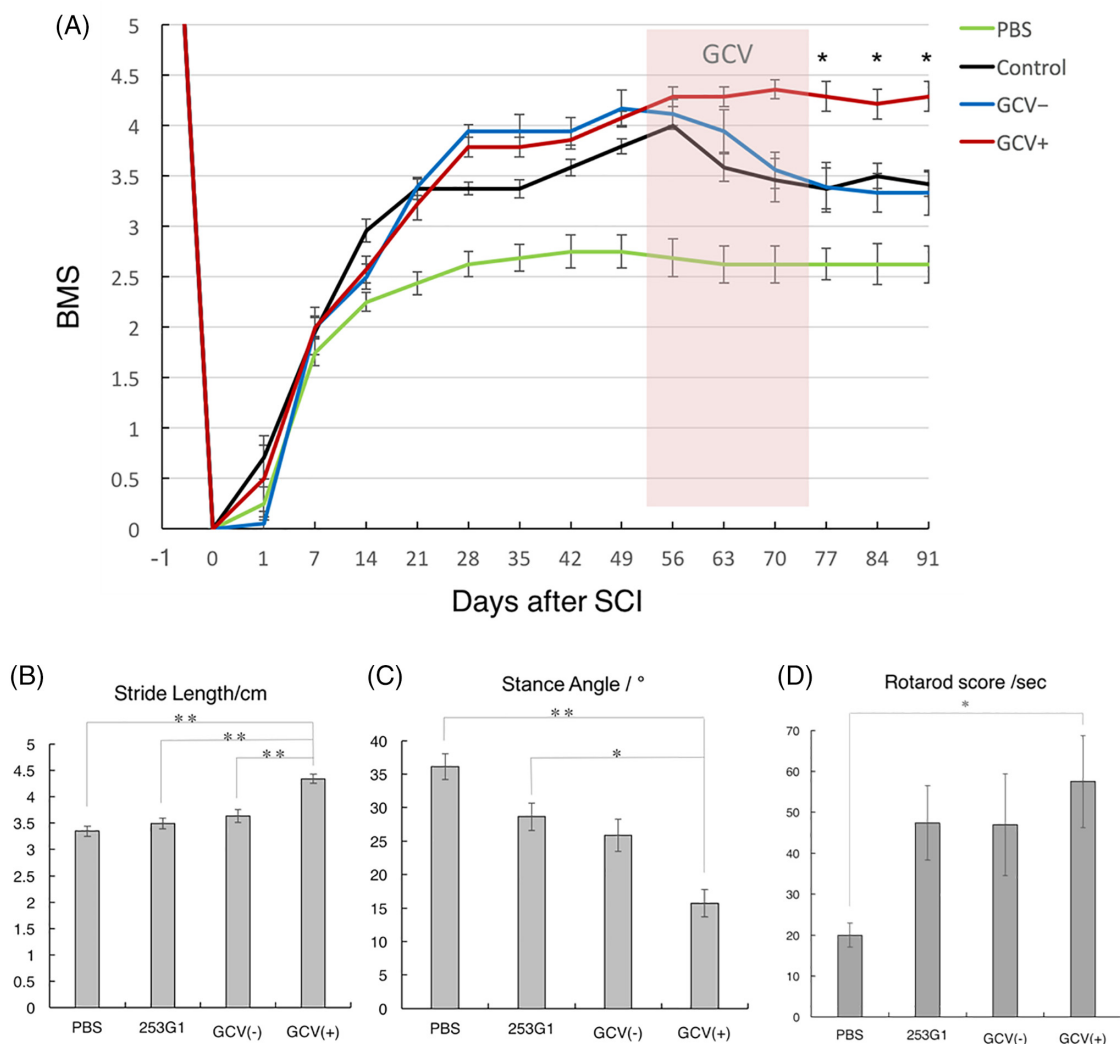 (A)
GCV
* * *
PBS
Control
GCV−
GCV+
BMS
5
4.5
4
3.5
3
2.5
2
1.5
1
0.5
0
-1 0 1 7 14 21 28 35 42 49 56 63 70 77 84 91
Days after SCI
(B)
Stride Length/cm
**
**
**
5
4.5
4
3.5
3
2.5
2
1.5
1
0.5
0
PBS 253G1 GCV(-) GCV(+)
(C)
Stance Angle / °
**
*
40
35
30
25
20
15
10
5
0
PBS 253G1 GCV(-) GCV(+)
(D)
Rotarod score /sec
*
70
60
50
40
30
20
10
0
PBS 253G1 GCV(-) GCV(+)